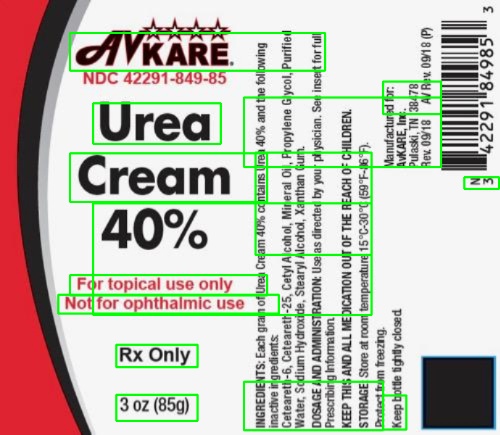 AVKARE®
NDC 42291-849-85
Urea
Cream
40%
For topical use only
Not for ophthalmic use
Rx Only
3 oz (85g)
INGREDIENTS: Each gram of Urea Cream 40% contains Urea 40% and the following
inactive ingredients:
Ceteareth-6, Ceteareth-25, Cetyl Alcohol, Mineral Oil, Propylene Glycol, Purified
Water, Sodium Hydroxide, Stearyl Alcohol, Xanthan Gum.
DOSAGE AND ADMINISTRATION: Use as directed by your physician. See insert for full
Prescribing Information.
KEEP THIS AND ALL MEDICATION OUT OF THE REACH OF CHILDREN.
STORAGE: Store at room temperature 15°C-30°C (59°F- °F).
Protect from freezing.
Keep bottle tightly closed.
Manufactured for:
AvKARE, Inc.
Pulaski, TN 38478
Rev. 09/18 AV Rev. 09/18 (P)
N
3
42291 84985
3